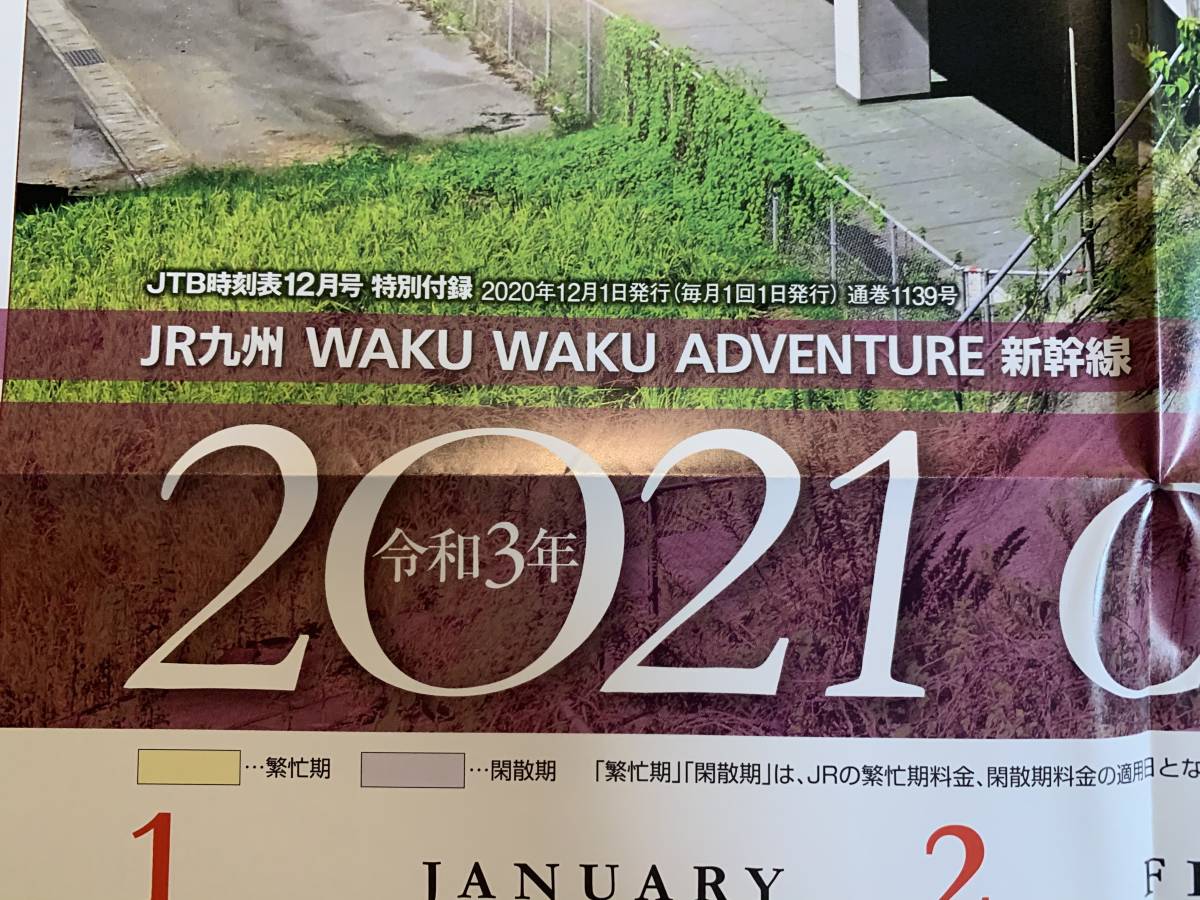 JTB時刻表12月号 特別付録 2020年12月1日発行(毎月1回1日発行) 通巻1139号
JR九州 WAKU WAKU ADVENTURE 新幹線
2021
令和3年
…繁忙期 …閑散期 「繁忙期」「閑散期」は、JRの繁忙期料金、閑散期料金の適用日とな
1 JANUARY 2